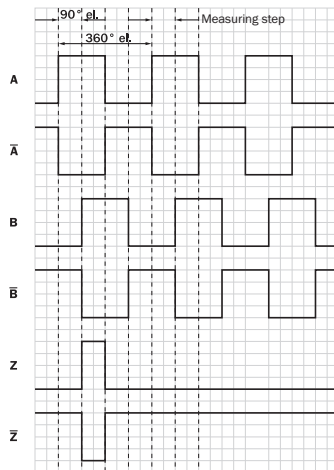 90° el.
Measuring step
360° el.
A
A̅
B
B̅
Z
Z̅